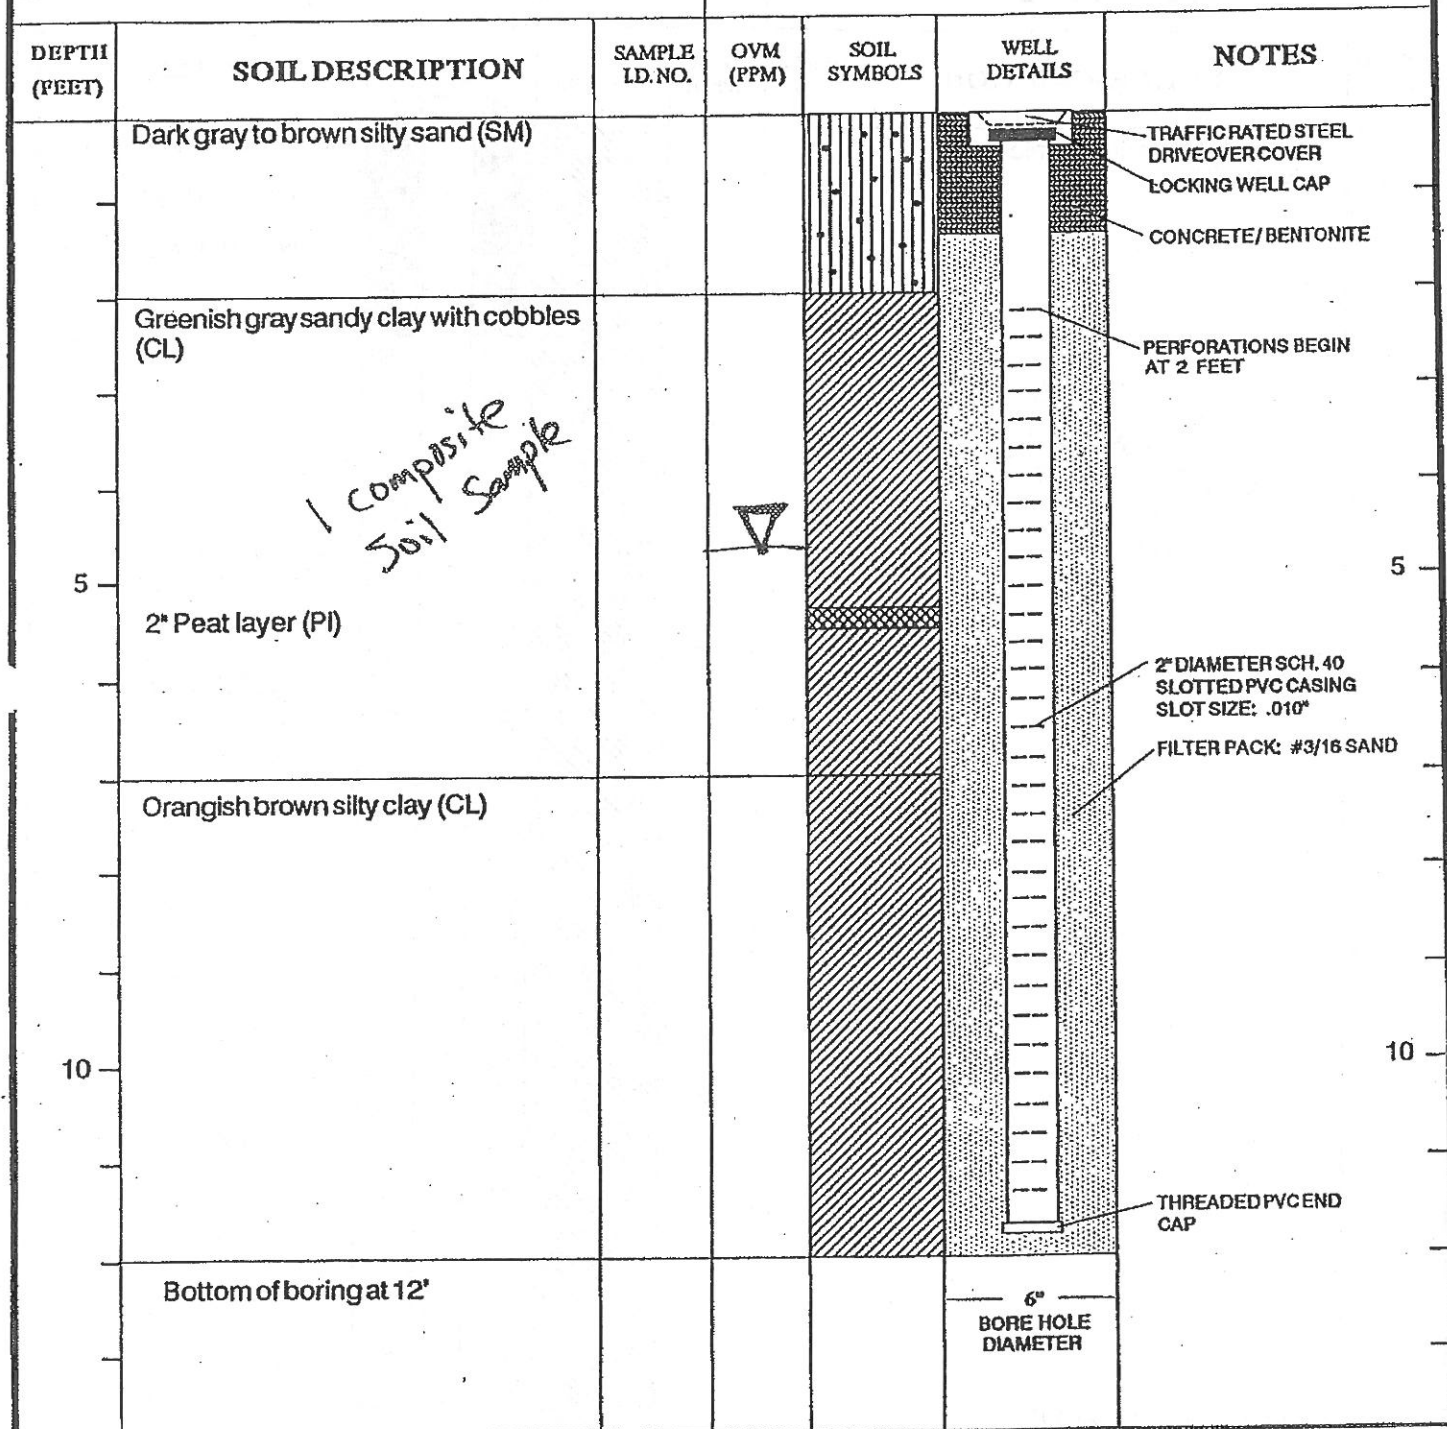 DEPTH
(FEET)
SOIL DESCRIPTION
SAMPLE
I.D. NO.
OVM
(PPM)
SOIL
SYMBOLS
WELL
DETAILS
NOTES
Dark gray to brown silty sand (SM)
TRAFFIC RATED STEEL
DRIVEOVER COVER
LOCKING WELL CAP
CONCRETE/ BENTONITE
Greenish gray sandy clay with cobbles
(CL)
PERFORATIONS BEGIN
AT 2 FEET
1 composite
Soil Sample
5
5
2" Peat layer (PI)
2" DIAMETER SCH. 40
SLOTTED PVC CASING
SLOT SIZE: .010"
FILTER PACK: #3/16 SAND
Orangish brown silty clay (CL)
10
10
THREADED PVC END
CAP
Bottom of boring at 12'
6"
BORE HOLE
DIAMETER